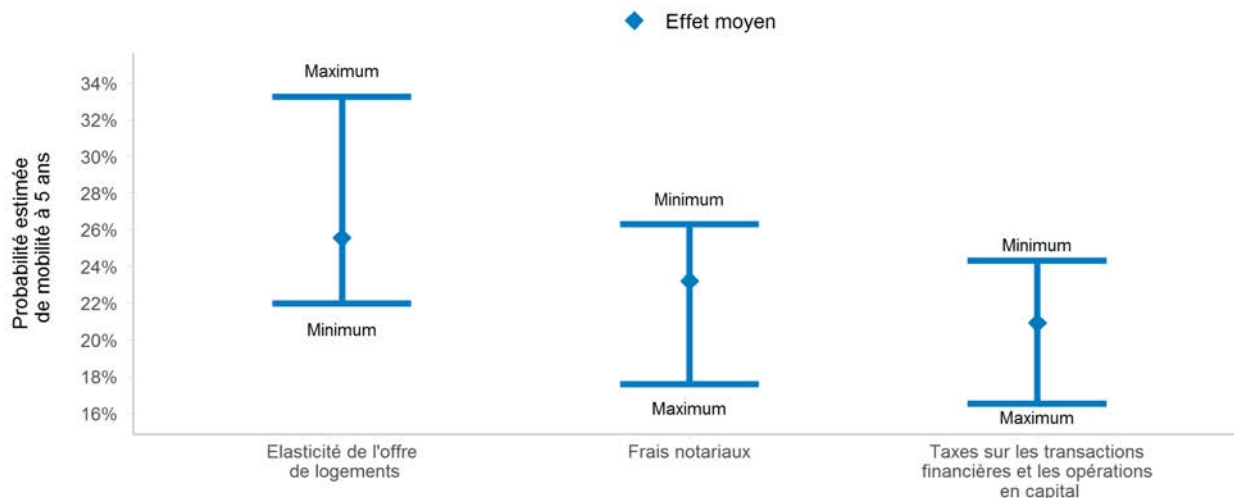 Effet moyen
Probabilité estimée
de mobilité à 5 ans
34%
32%
30%
28%
26%
24%
22%
20%
18%
16%
Maximum
Minimum
Minimum
Maximum
Minimum
Maximum
Elasticité de l'offre
de logements
Frais notariaux
Taxes sur les transactions
financières et les opérations
en capital